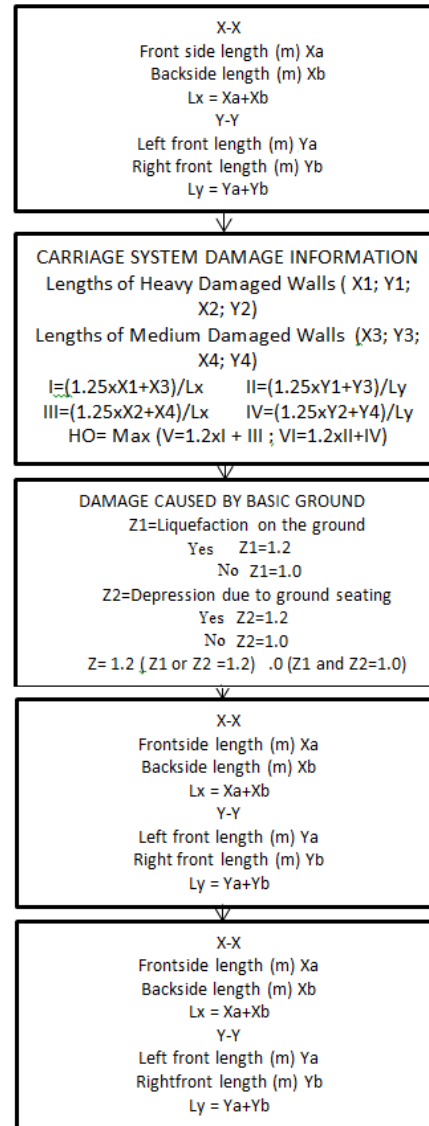 X-X
Front side length (m) Xa
Backside length (m) Xb
Lx = Xa+Xb
Y-Y
Left front length (m) Ya
Right front length (m) Yb
Ly = Ya+Yb
CARRIAGE SYSTEM DAMAGE INFORMATION
Lengths of Heavy Damaged Walls ( X1; Y1;
X2; Y2)
Lengths of Medium Damaged Walls (X3; Y3;
X4; Y4)
I=(1.25xX1+X3)/Lx II=(1.25xY1+Y3)/Ly
III=(1.25xX2+X4)/Lx IV=(1.25xY2+Y4)/Ly
HO= Max (V=1.2xI + III ; VI=1.2xII+IV)
DAMAGE CAUSED BY BASIC GROUND
Z1=Liquefaction on the ground
Yes Z1=1.2
No Z1=1.0
Z2=Depression due to ground seating
Yes Z2=1.2
No Z2=1.0
Z= 1.2 ( Z1 or Z2 =1.2) .0 (Z1 and Z2=1.0)
X-X
Frontside length (m) Xa
Backside length (m) Xb
Lx = Xa+Xb
Y-Y
Left front length (m) Ya
Right front length (m) Yb
Ly = Ya+Yb
X-X
Frontside length (m) Xa
Backside length (m) Xb
Lx = Xa+Xb
Y-Y
Left front length (m) Ya
Rightfront length (m) Yb
Ly = Ya+Yb